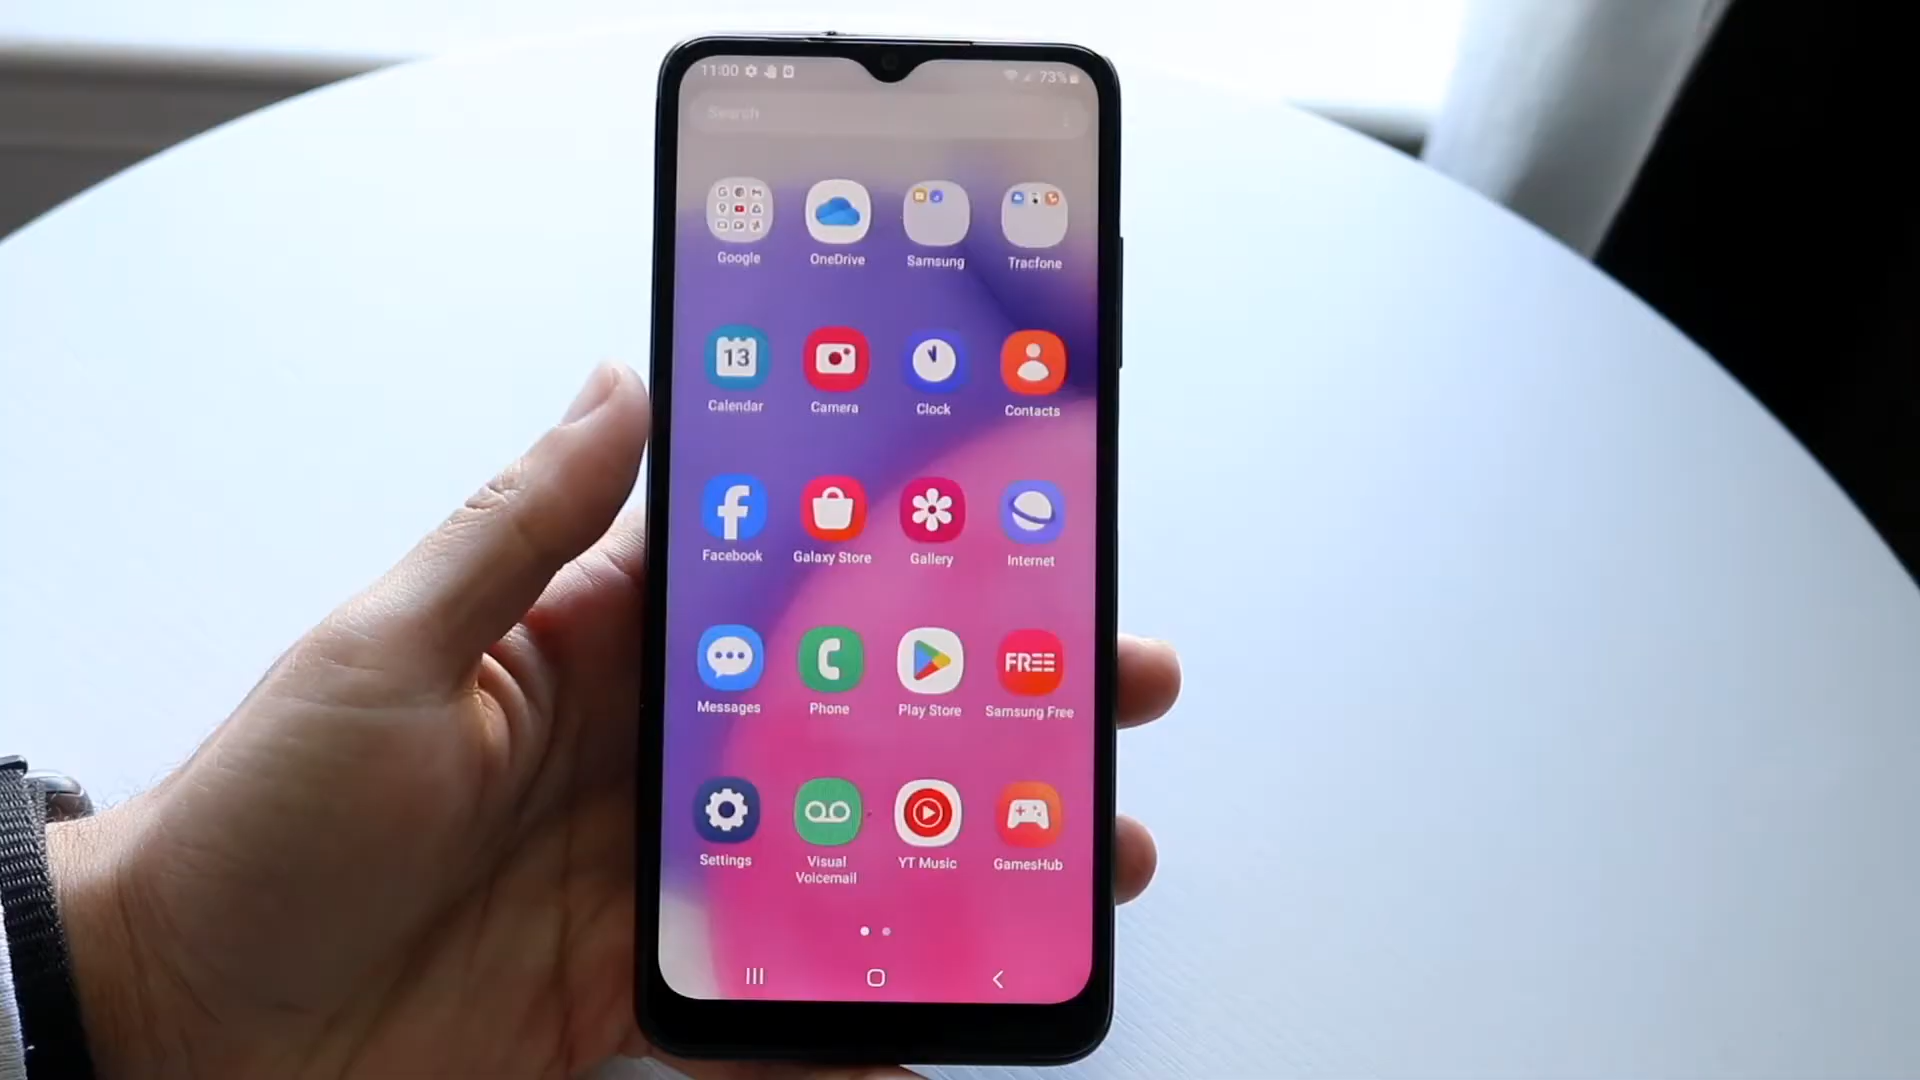 11:00 73%
Search
Google OneDrive Samsung Tracfone
13
Calendar Camera Clock Contacts
Facebook Galaxy Store Gallery Internet
FREE
Messages Phone Play Store Samsung Free
Settings Visual Voicemail YT Music GamesHub